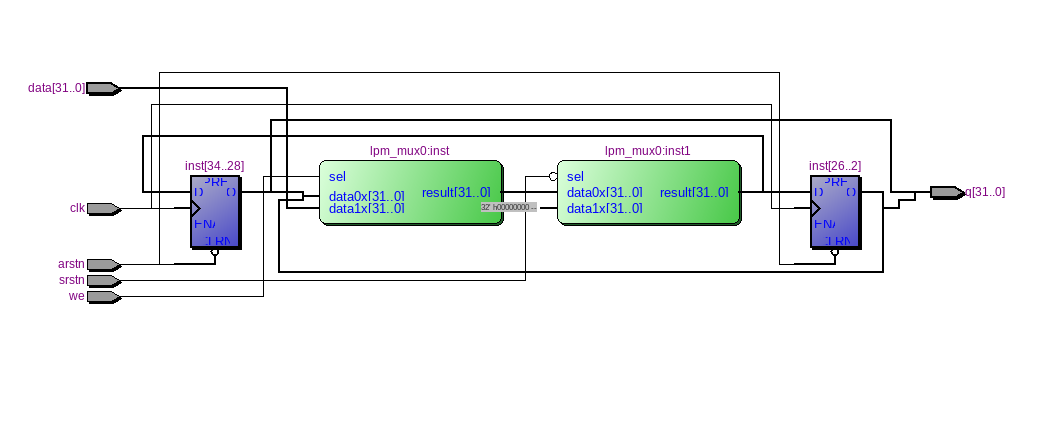 data[31..0]
clk
arstn
srstn
we
inst[34..28]
PRE
D
Q
ENA
CLRN
lpm_mux0:inst
sel
data0x[31..0]
data1x[31..0]
result[31..0]
32' h00000000 --
lpm_mux0:inst1
sel
data0x[31..0]
data1x[31..0]
result[31..0]
inst[26..2]
PRE
D
Q
ENA
CLRN
q[31..0]